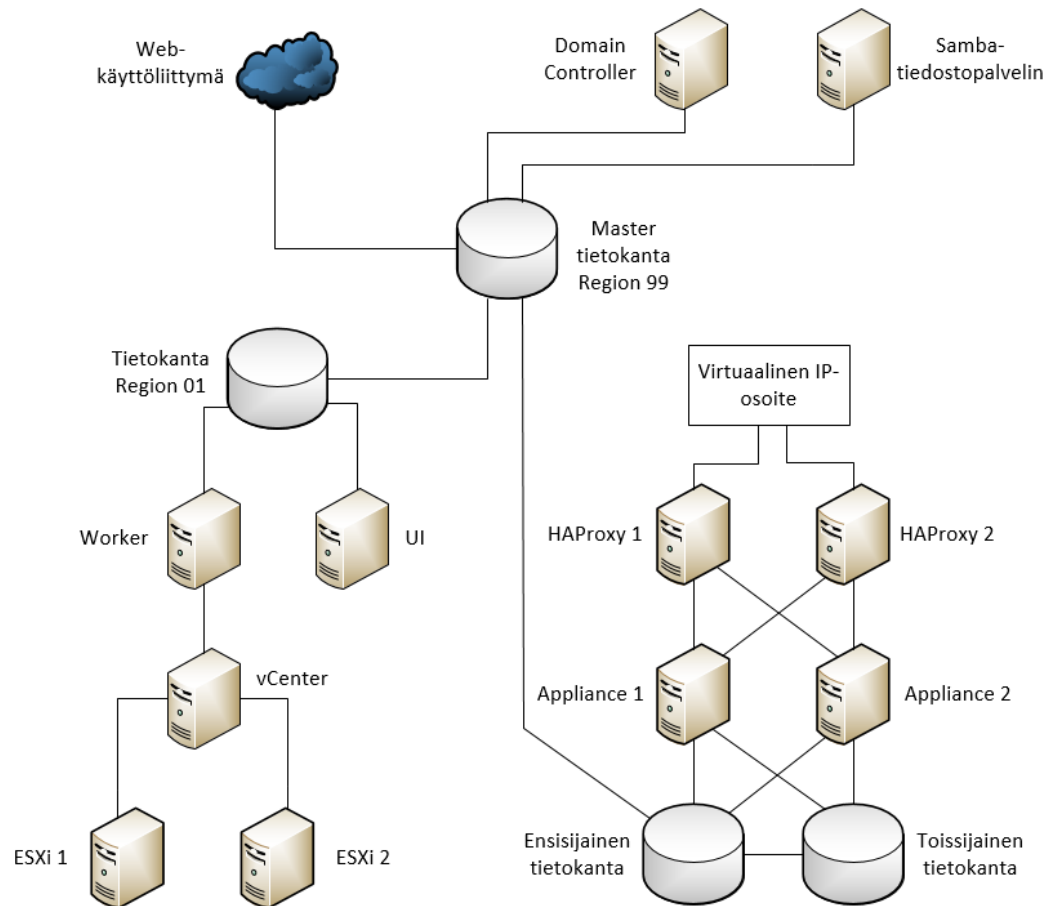 Web-
käyttöliittymä
Domain
Controller
Samba-
tiedostopalvelin
Master
tietokanta
Region 99
Tietokanta
Region 01
Virtuaalinen IP-
osoite
Worker
UI
HAProxy 1
HAProxy 2
vCenter
Appliance 1
Appliance 2
ESXi 1
ESXi 2
Ensisijainen
tietokanta
Toissijainen
tietokanta